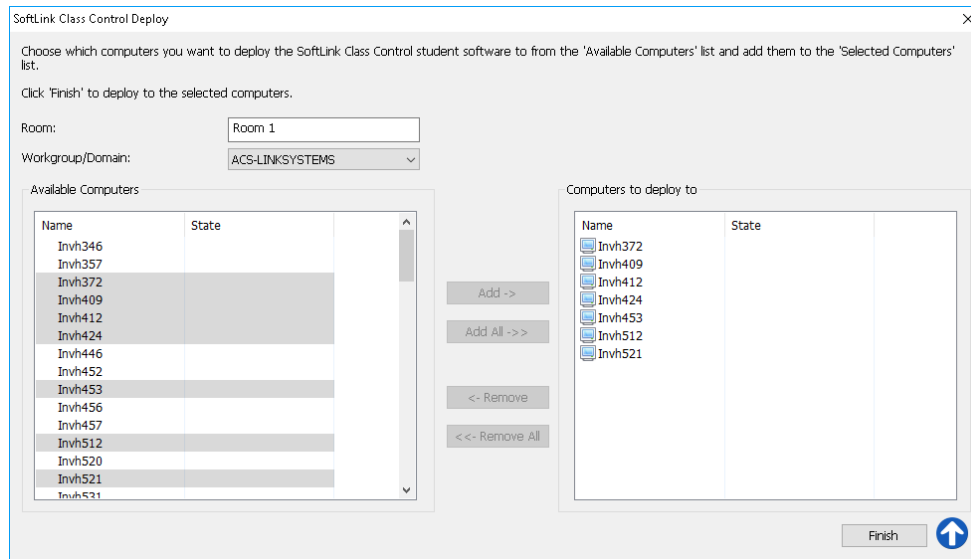 SoftLink Class Control Deploy
Choose which computers you want to deploy the SoftLink Class Control student software to from the 'Available Computers' list and add them to the 'Selected Computers'
list.
Click 'Finish' to deploy to the selected computers.
Room:
Room 1
Workgroup/Domain:
ACS-LINKSYSTEMS
Available Computers
Name State
Invh346
Invh357
Invh372
Invh409
Invh412
Invh424
Invh446
Invh452
Invh453
Invh456
Invh457
Invh512
Invh520
Invh521
Invh531
Add ->
Add All ->>
<- Remove
<<- Remove All
Computers to deploy to
Name State
Invh372
Invh409
Invh412
Invh424
Invh453
Invh512
Invh521
Finish